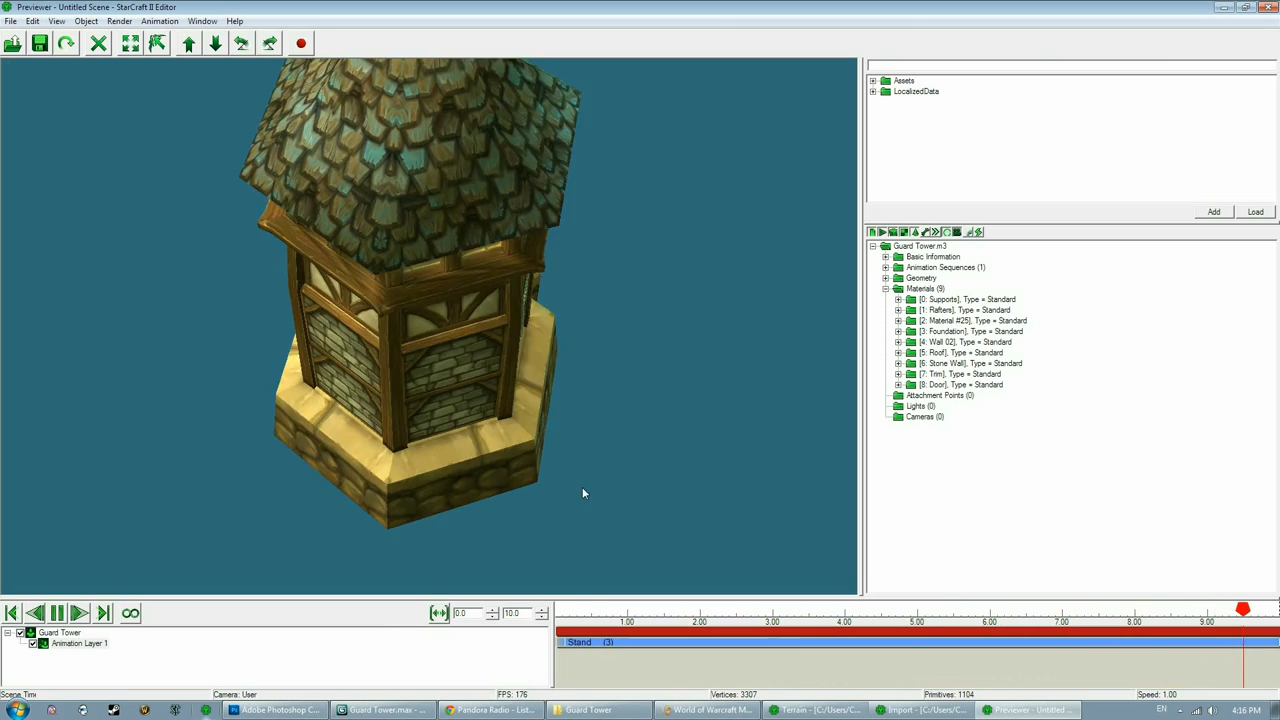 Previewer - Untitled Scene - StarCraft II Editor
File Edit View Object Render Animation Window Help
Assets
LocalizedData
Add Load
Guard Tower.m3
Basic Information
Animation Sequences (1)
Geometry
Materials (9)
[0: Supports], Type = Standard
[1: Rafters], Type = Standard
[2: Material #25], Type = Standard
[3: Foundation], Type = Standard
[4: Wall 02], Type = Standard
[5: Roof], Type = Standard
[6: Stone Wall], Type = Standard
[7: Trim], Type = Standard
[8: Door], Type = Standard
Attachment Points (0)
Lights (0)
Cameras (0)
0.0 10.0
1.00 2.00 3.00 4.00 5.00 6.00 7.00 8.00 9.00
Guard Tower
Animation Layer 1
Stand (3)
Scene Time Camera: User FPS: 176 Vertices: 3307 Primitives: 1104 Speed: 1.00
Adobe Photoshop C... Guard Tower.max - ... Pandora Radio - List... Guard Tower World of Warcraft M... Terrain - [C:/Users/C... Import - [C:/Users/C... Previewer - Untitled ... EN 4:16 PM